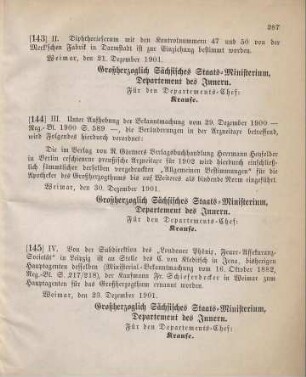 267
[143] II. Diphtherieserum mit den Kontrolnummern 47 und 50 von der
Merk'schen Fabrik in Darmstadt ist zur Einziehung bestimmt worden.
Weimar, den 21. Dezember 1901.
Großherzoglich Sächsisches Staats-Ministerium,
Departement des Innern.
Für den Departements-Chef:
Krause.
[144] III. Unter Aufhebung der Bekanntmachung vom 29. Dezember 1900 —
Reg.-Bl. 1900 S. 589 —, die Veränderungen in der Arzneitaxe betreffend,
wird Folgendes hierdurch verordnet:
Die im Verlag von R. Gaertners Verlagsbuchhandlung Hermann Heyfelder
in Berlin erschienene preußische Arzneitaxe für 1902 wird hierdurch einschließ-
lich der vorgedruckten „Allgemeinen Bestimmungen“ für die
Apotheker des Großherzogthums bis auf Weiteres als bindende Norm eingeführt.
Weimar, den 30. Dezember 1901.
Großherzoglich Sächsisches Staats-Ministerium,
Departement des Innern.
Für den Departements-Chef:
Krause.
[145] IV. Von der Subdirektion des „Londoner Phönix, Feuer-Assekuranz-
Societät“ in Leipzig ist an Stelle des C. von Kleditsch in Jena, bisherigen
Hauptagenten desselben (Ministerial-Bekanntmachung vom 16. Oktober 1882,
Reg.-Bl. S. 217/218), der Kaufmann Fr. Schieferdecker in Weimar zum
Hauptagenten für das Großherzogthum ernannt worden.
Weimar, den 23. Dezember 1901.
Großherzoglich Sächsisches Staats-Ministerium,
Departement des Innern.
Für den Departements-Chef:
Krause.